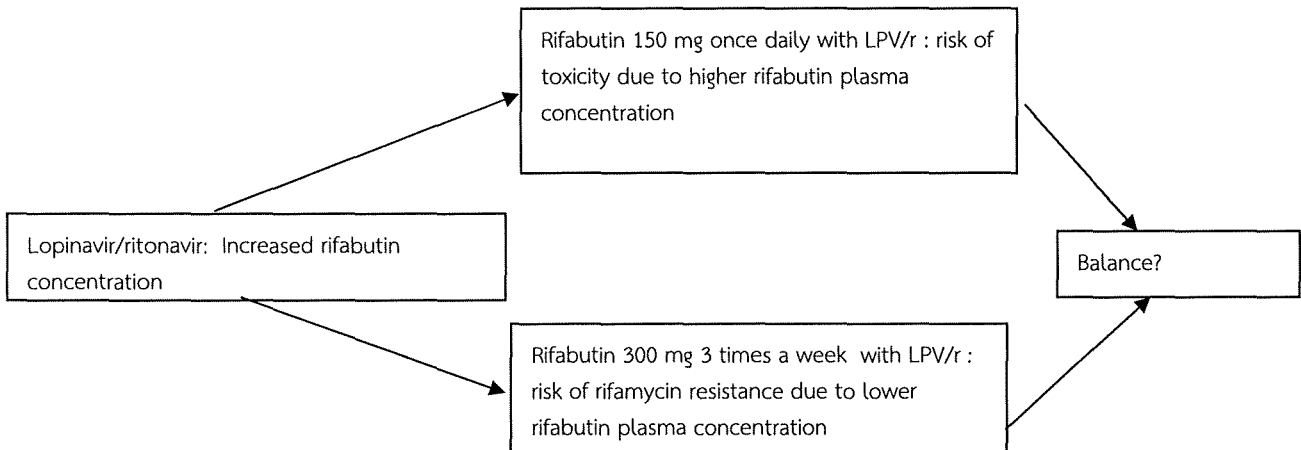 Rifabutin 150 mg once daily with LPV/r : risk of
toxicity due to higher rifabutin plasma
concentration
Lopinavir/ritonavir: Increased rifabutin
concentration
Balance?
Rifabutin 300 mg 3 times a week with LPV/r :
risk of rifamycin resistance due to lower
rifabutin plasma concentration